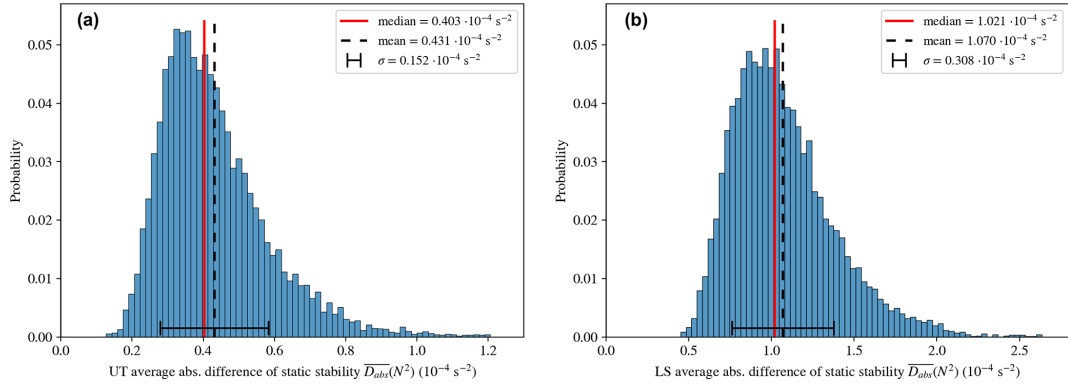 (a)
median = 0.403 ·10⁻⁴ s⁻²
mean = 0.431 ·10⁻⁴ s⁻²
σ = 0.152 ·10⁻⁴ s⁻²
Probability
0.05
0.04
0.03
0.02
0.01
0.00
0.0 0.2 0.4 0.6 0.8 1.0 1.2
UT average abs. difference of static stability D̅_abs(N²) (10⁻⁴ s⁻²)
(b)
median = 1.021 ·10⁻⁴ s⁻²
mean = 1.070 ·10⁻⁴ s⁻²
σ = 0.308 ·10⁻⁴ s⁻²
Probability
0.05
0.04
0.03
0.02
0.01
0.00
0.0 0.5 1.0 1.5 2.0 2.5
LS average abs. difference of static stability D̅_abs(N²) (10⁻⁴ s⁻²)